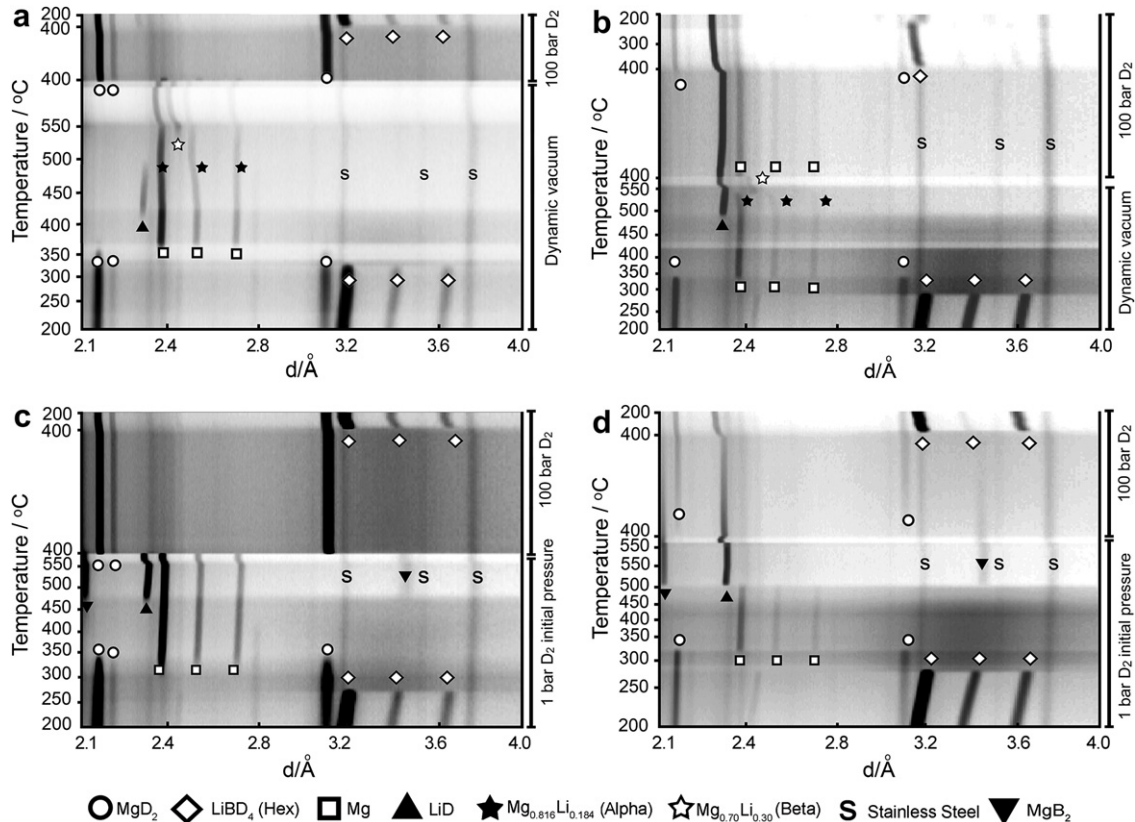 a
200
400
400
550
500
450
400
350
300
250
200
Temperature / °C
2.1 2.4 2.8 3.2 3.6 4.0
d/Å
S S S
100 bar D2
Dynamic vacuum
b
200
300
400
400
550
500
450
400
350
300
250
200
Temperature / °C
2.1 2.4 2.8 3.2 3.6 4.0
d/Å
S S S
100 bar D2
Dynamic vacuum
c
200
400
400
550
500
450
350
300
250
200
Temperature / °C
2.1 2.4 2.8 3.2 3.6 4.0
d/Å
S S S
100 bar D2
1 bar D2 initial pressure
d
200
400
400
550
500
450
400
350
300
250
200
Temperature / °C
2.1 2.4 2.8 3.2 3.6 4.0
d/Å
S S S
100 bar D2
1 bar D2 initial pressure
MgD2 LiBD4 (Hex) Mg LiD Mg0.816Li0.184 (Alpha) Mg0.70Li0.30 (Beta) S Stainless Steel MgB2